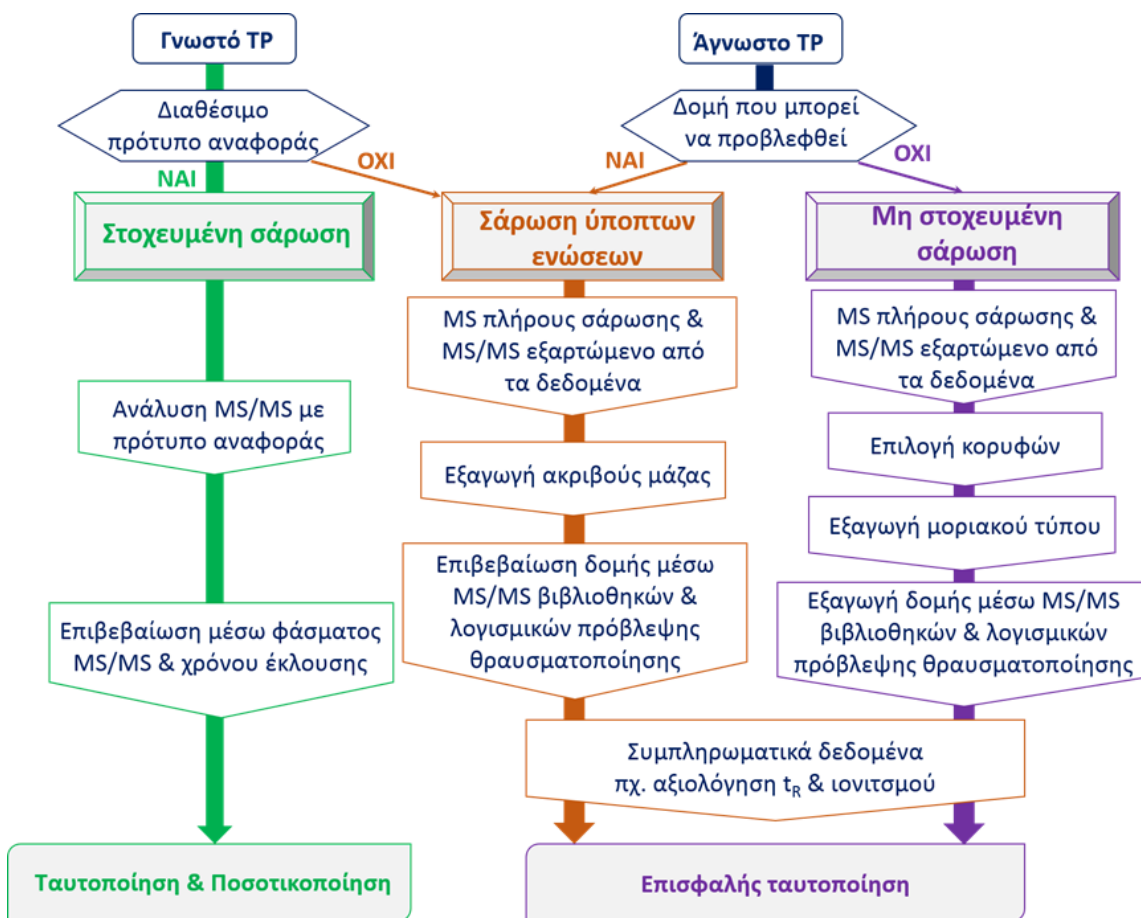 Γνωστό TP
Άγνωστο TP
Διαθέσιμο
πρότυπο αναφοράς
Δομή που μπορεί
να προβλεφθεί
ΝΑΙ
ΟΧΙ
ΝΑΙ
ΟΧΙ
Στοχευμένη σάρωση
Σάρωση ύποπτων
ενώσεων
Μη στοχευμένη
σάρωση
Ανάλυση MS/MS με
πρότυπο αναφοράς
Επιβεβαίωση μέσω φάσματος
MS/MS & χρόνου έκλουσης
MS πλήρους σάρωσης &
MS/MS εξαρτώμενο από
τα δεδομένα
Εξαγωγή ακριβούς μάζας
Επιβεβαίωση δομής μέσω
MS/MS βιβλιοθηκών &
λογισμικών πρόβλεψης
θραυσματοποίησης
MS πλήρους σάρωσης &
MS/MS εξαρτώμενο από
τα δεδομένα
Επιλογή κορυφών
Εξαγωγή μοριακού τύπου
Εξαγωγή δομής μέσω MS/MS
βιβλιοθηκών & λογισμικών
πρόβλεψης θραυσματοποίησης
Συμπληρωματικά δεδομένα
πχ. αξιολόγηση tR & ιονιτσμού
Ταυτοποίηση & Ποσοτικοποίηση
Επισφαλής ταυτοποίηση